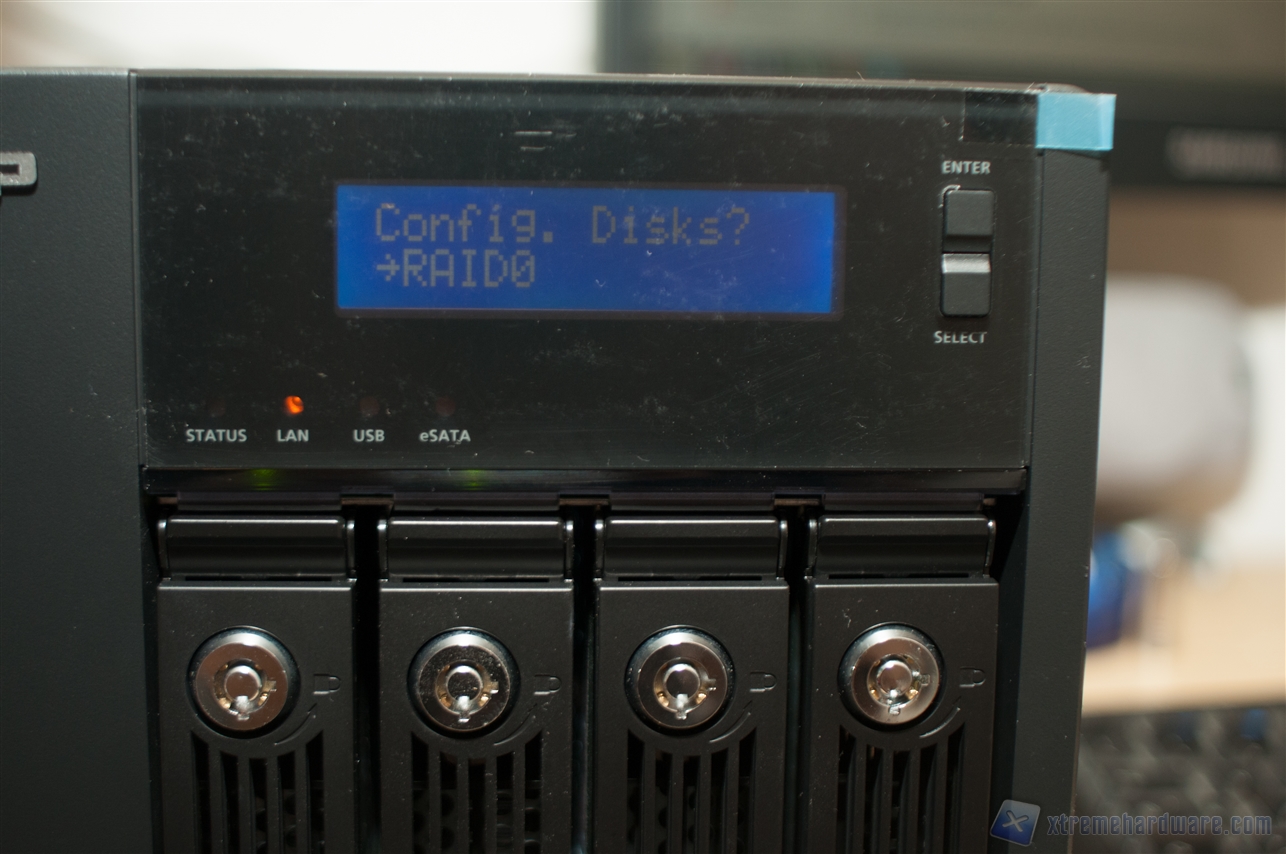 ENTER
Config. Disks?
→RAID0
SELECT
STATUS LAN USB eSATA
xtremehardware.com